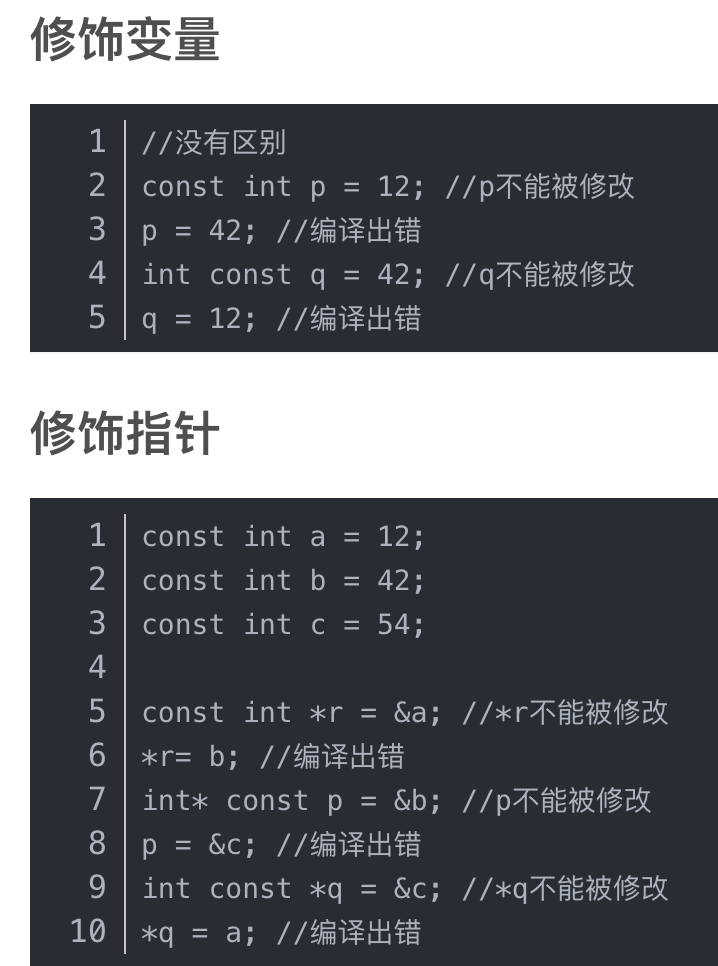 修饰变量
1 //没有区别
2 const int p = 12; //p不能被修改
3 p = 42; //编译出错
4 int const q = 42; //q不能被修改
5 q = 12; //编译出错
修饰指针
1 const int a = 12;
2 const int b = 42;
3 const int c = 54;
4
5 const int *r = &a; //*r不能被修改
6 *r= b; //编译出错
7 int* const p = &b; //p不能被修改
8 p = &c; //编译出错
9 int const *q = &c; //*q不能被修改
10 *q = a; //编译出错